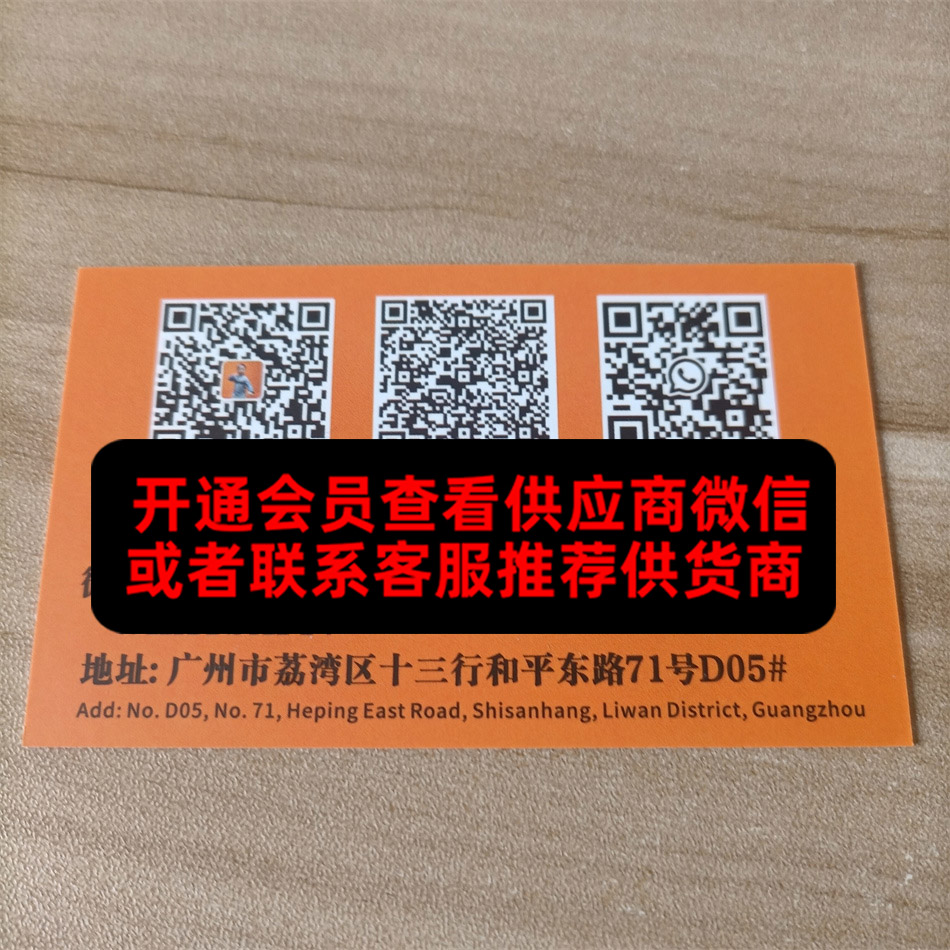 开通会员查看供应商微信
或者联系客服推荐供货商
地址: 广州市荔湾区十三行和平东路71号D05#
Add: No. D05, No. 71, Heping East Road, Shisanhang, Liwan District, Guangzhou